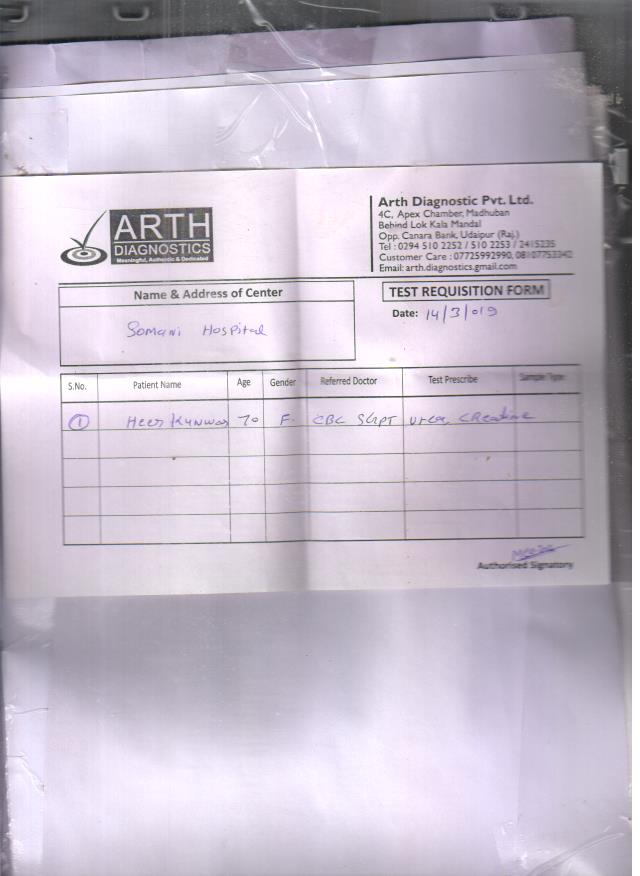 ARTH
DIAGNOSTICS
Meaningful, Authentic & Dedicated
Arth Diagnostic Pvt. Ltd.
4C, Apex Chamber, Madhuban
Behind Lok Kala Mandal
Opp. Canara Bank, Udaipur (Raj.)
Tel : 0294 510 2252 / 510 2253 / 2415235
Customer Care : 07725992990, 08107753342
Email: arth.diagnostics.gmail.com
Name & Address of Center
Somani Hospital
TEST REQUISITION FORM
Date: 14/3/019
S.No. Patient Name Age Gender Referred Doctor Test Prescribe Sample Type
1 Heer Kunwar 70 F. CBC SGPT Urea Creatine
Authorised Signatory